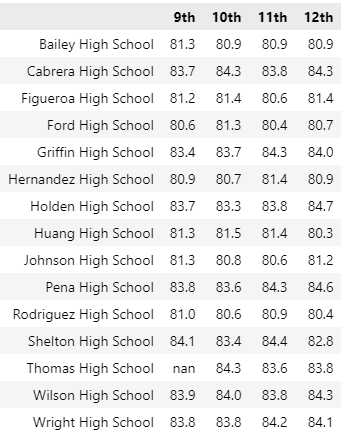 9th 10th 11th 12th
Bailey High School 81.3 80.9 80.9 80.9
Cabrera High School 83.7 84.3 83.8 84.3
Figueroa High School 81.2 81.4 80.6 81.4
Ford High School 80.6 81.3 80.4 80.7
Griffin High School 83.4 83.7 84.3 84.0
Hernandez High School 80.9 80.7 81.4 80.9
Holden High School 83.7 83.3 83.8 84.7
Huang High School 81.3 81.5 81.4 80.3
Johnson High School 81.3 80.8 80.6 81.2
Pena High School 83.8 83.6 84.3 84.6
Rodriguez High School 81.0 80.6 80.9 80.4
Shelton High School 84.1 83.4 84.4 82.8
Thomas High School nan 84.3 83.6 83.8
Wilson High School 83.9 84.0 83.8 84.3
Wright High School 83.8 83.8 84.2 84.1